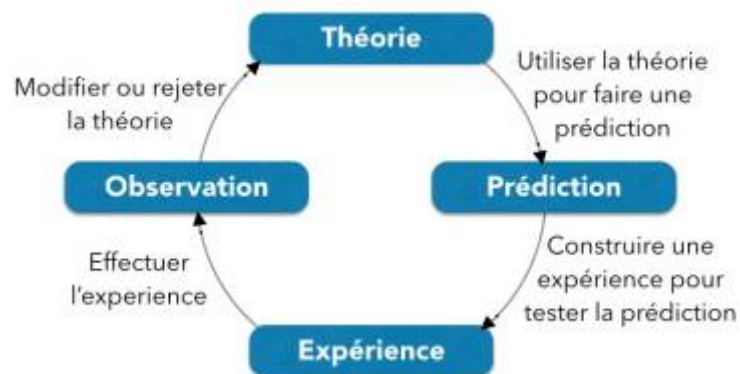 Théorie
Utiliser la théorie
pour faire une
prédiction
Prédiction
Construire une
expérience pour
tester la prédiction
Expérience
Effectuer
l'experience
Observation
Modifier ou rejeter
la théorie